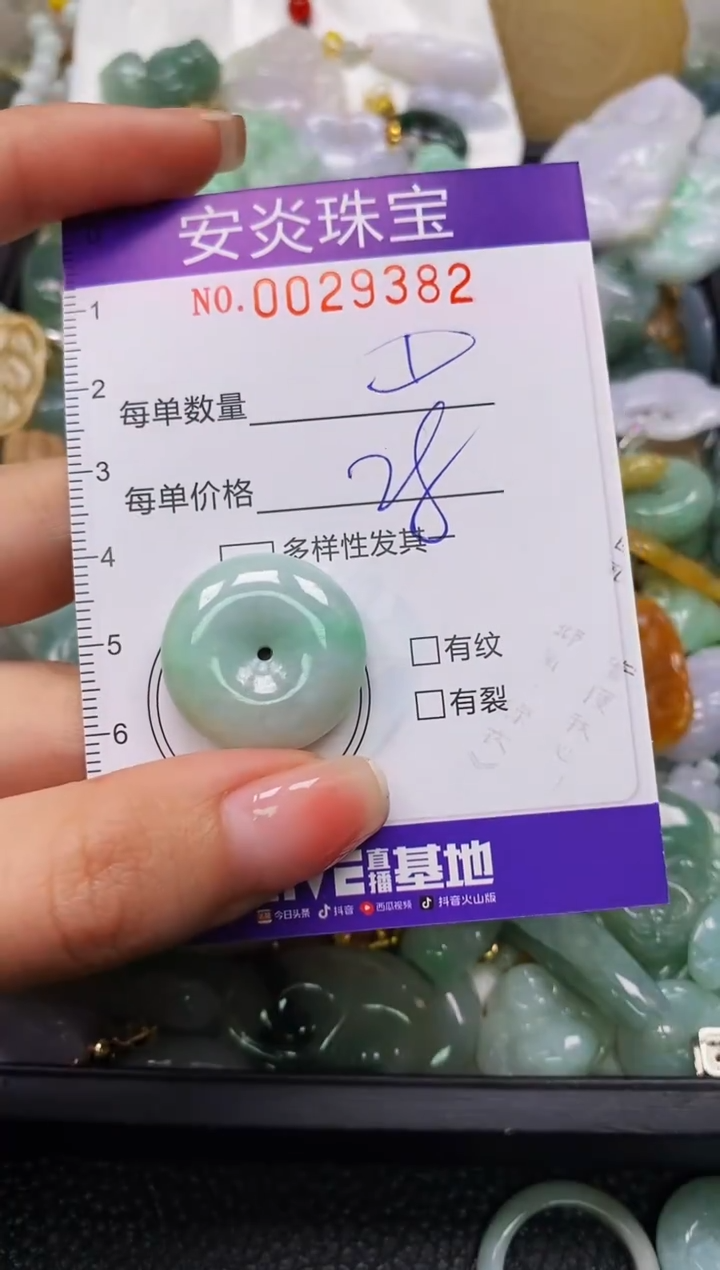 安炎珠宝
NO.0029382
1
2
每单数量
3
每单价格 28
4
多样性发其一
5
有纹
有裂
6
直播基地
今日头条 抖音 西瓜视频 抖音火山版